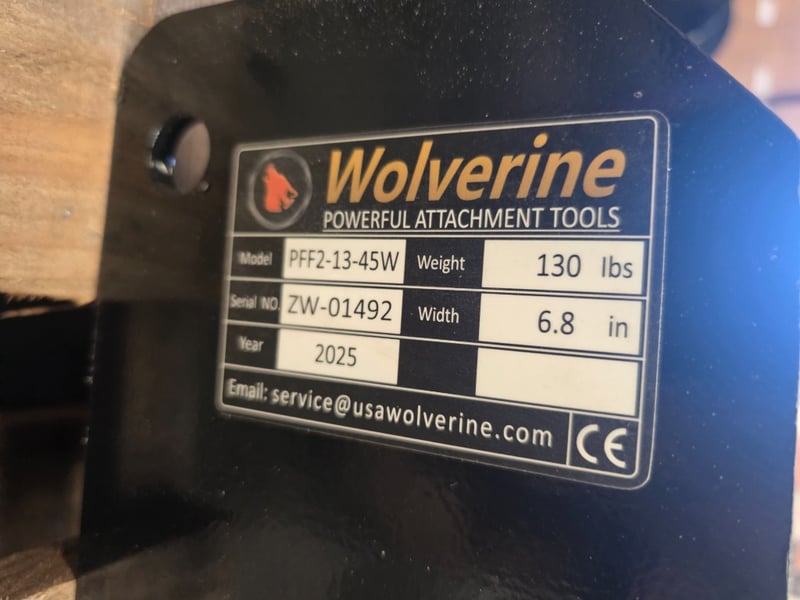 Wolverine
POWERFUL ATTACHMENT TOOLS
Model PFF2-13-45W Weight 130 lbs
Serial NO. ZW-01492 Width 6.8 in
Year 2025
Email: service@usawolverine.com CE